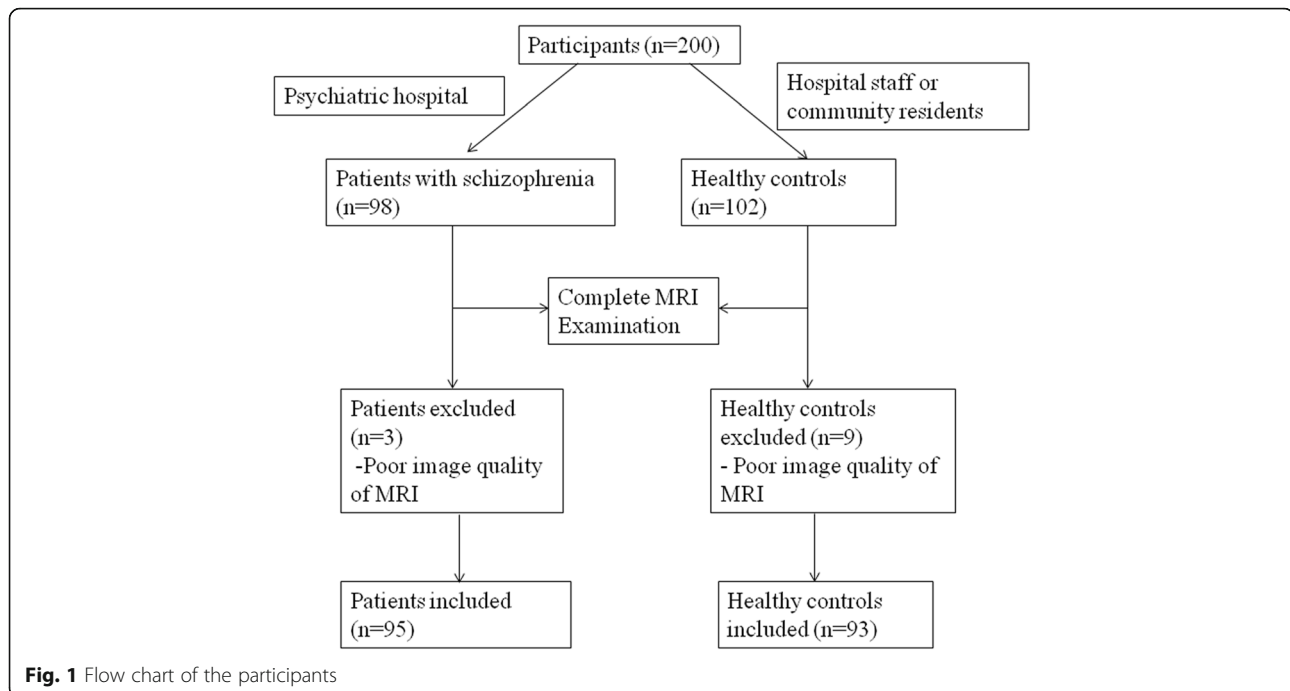 Participants (n=200)
Psychiatric hospital
Hospital staff or
community residents
Patients with schizophrenia
(n=98)
Healthy controls
(n=102)
Complete MRI
Examination
Patients excluded
(n=3)
-Poor image quality
of MRI
Healthy controls
excluded (n=9)
- Poor image quality of
MRI
Patients included
(n=95)
Healthy controls
included (n=93)
Fig. 1 Flow chart of the participants